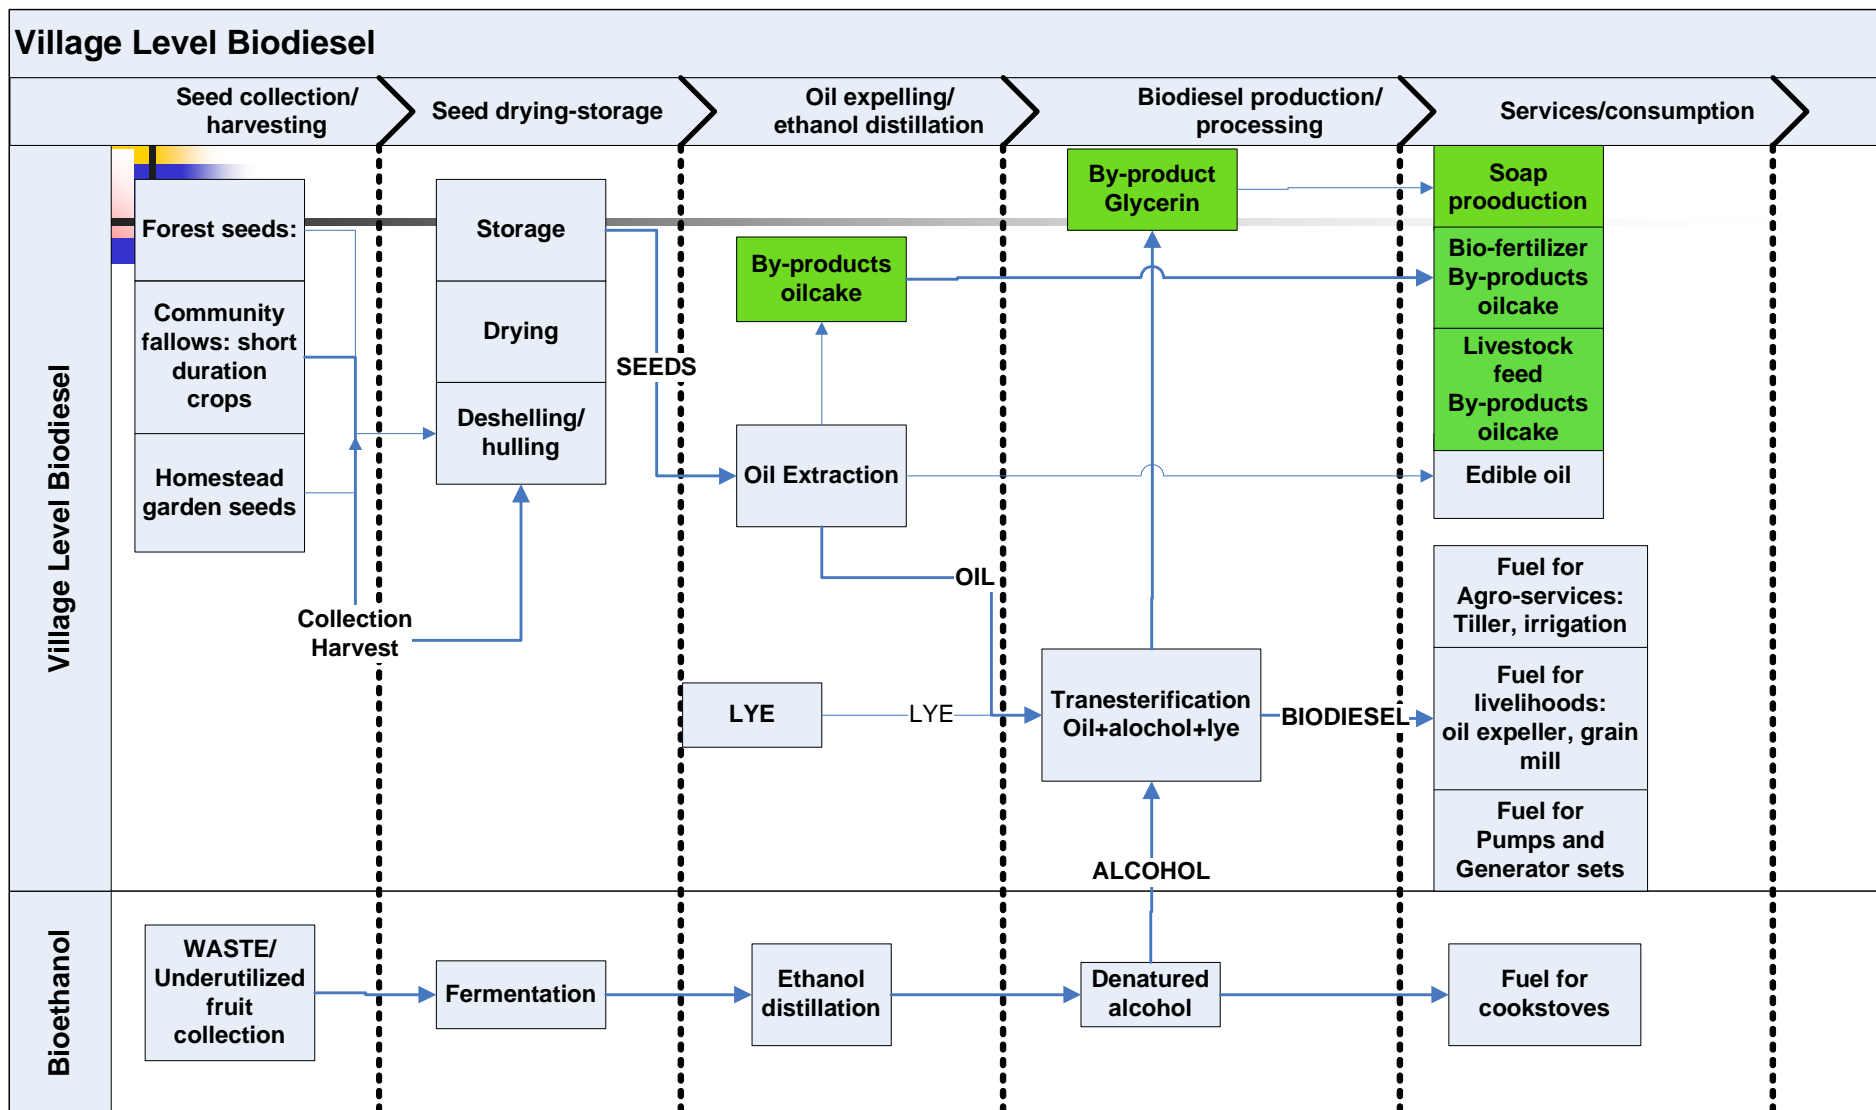 Village Level Biodiesel
Seed collection/
harvesting
Seed drying-storage
Oil expelling/
ethanol distillation
Biodiesel production/
processing
Services/consumption
Village Level Biodiesel
Forest seeds:
Community
fallows: short
duration
crops
Homestead
garden seeds
Collection
Harvest
Storage
Drying
Deshelling/
hulling
SEEDS
By-products
oilcake
Oil Extraction
OIL
LYE
LYE
By-product
Glycerin
Tranesterification
Oil+alochol+lye
BIODIESEL
ALCOHOL
Soap
prooduction
Bio-fertilizer
By-products
oilcake
Livestock
feed
By-products
oilcake
Edible oil
Fuel for
Agro-services:
Tiller, irrigation
Fuel for
livelihoods:
oil expeller, grain
mill
Fuel for
Pumps and
Generator sets
Bioethanol
WASTE/
Underutilized
fruit
collection
Fermentation
Ethanol
distillation
Denatured
alcohol
Fuel for
cookstoves